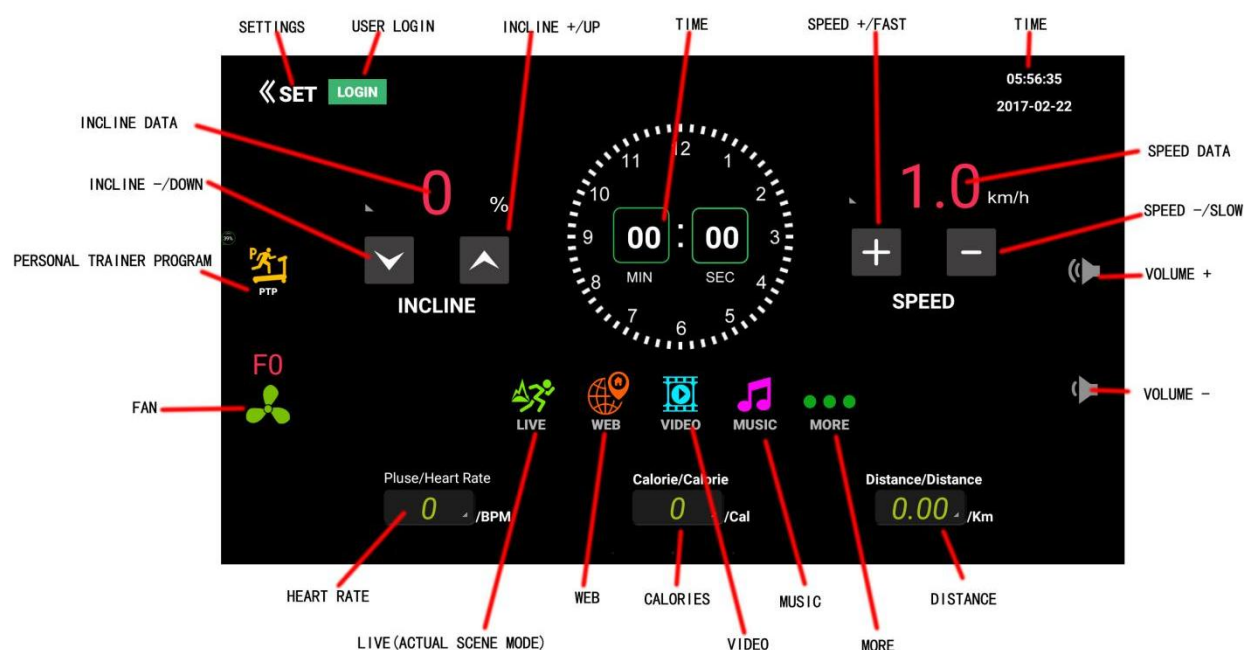 SETTINGS USER LOGIN INCLINE +/UP TIME SPEED +/FAST TIME
SET LOGIN
05:56:35
2017-02-22
INCLINE DATA
SPEED DATA
INCLINE -/DOWN
SPEED -/SLOW
PERSONAL TRAINER PROGRAM
VOLUME +
FAN
VOLUME -
0 %
INCLINE
12
1
2
3
4
5
6
7
8
9
10
11
00 : 00
MIN SEC
1.0 km/h
+ -
SPEED
39%
P
PTP
F0
LIVE WEB VIDEO MUSIC MORE
Pluse/Heart Rate Calorie/Calorie Distance/Distance
0 /BPM 0 /Cal 0.00 /Km
HEART RATE WEB CALORIES MUSIC DISTANCE
LIVE(ACTUAL SCENE MODE) VIDEO MORE